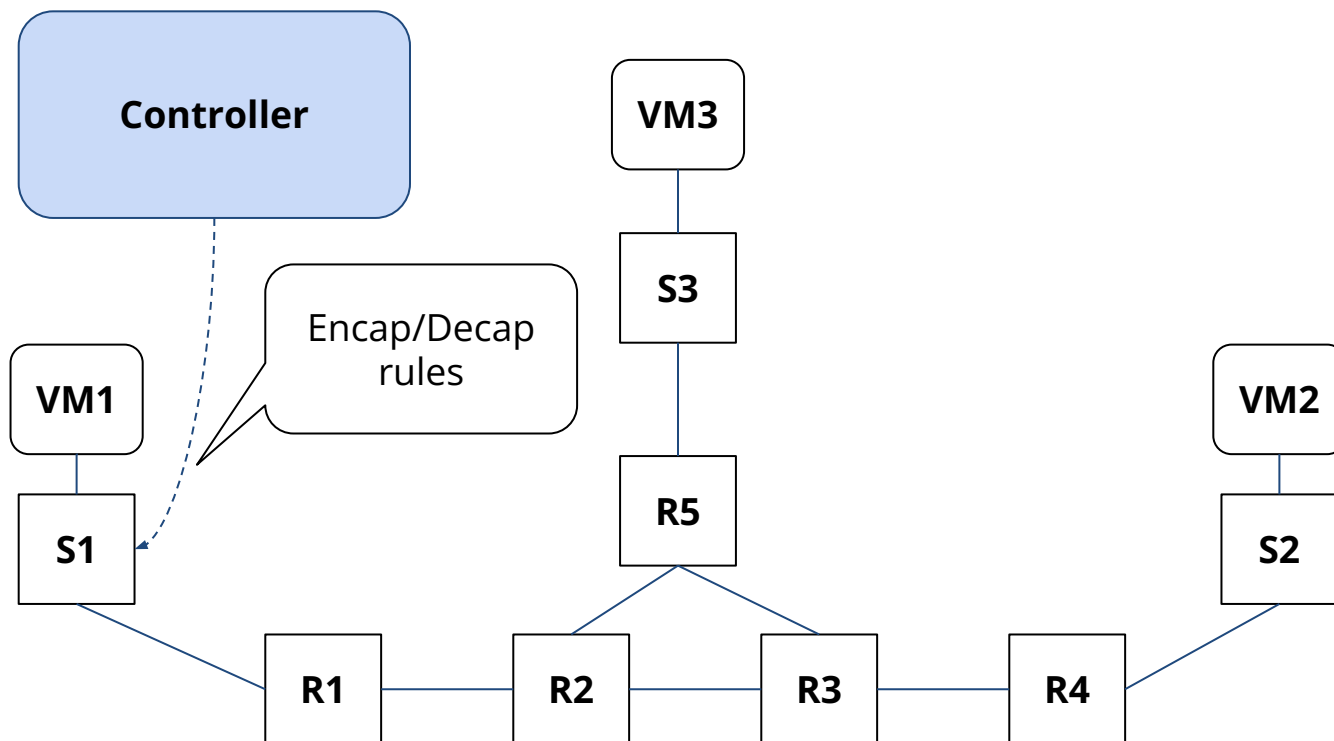 Controller
VM3
S3
Encap/Decap
rules
VM1
VM2
R5
S1
S2
R1
R2
R3
R4